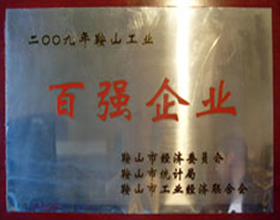 二〇〇九年鞍山工业
百强企业
鞍山市经济委员会
鞍山市统计局
鞍山市工业经济联合会